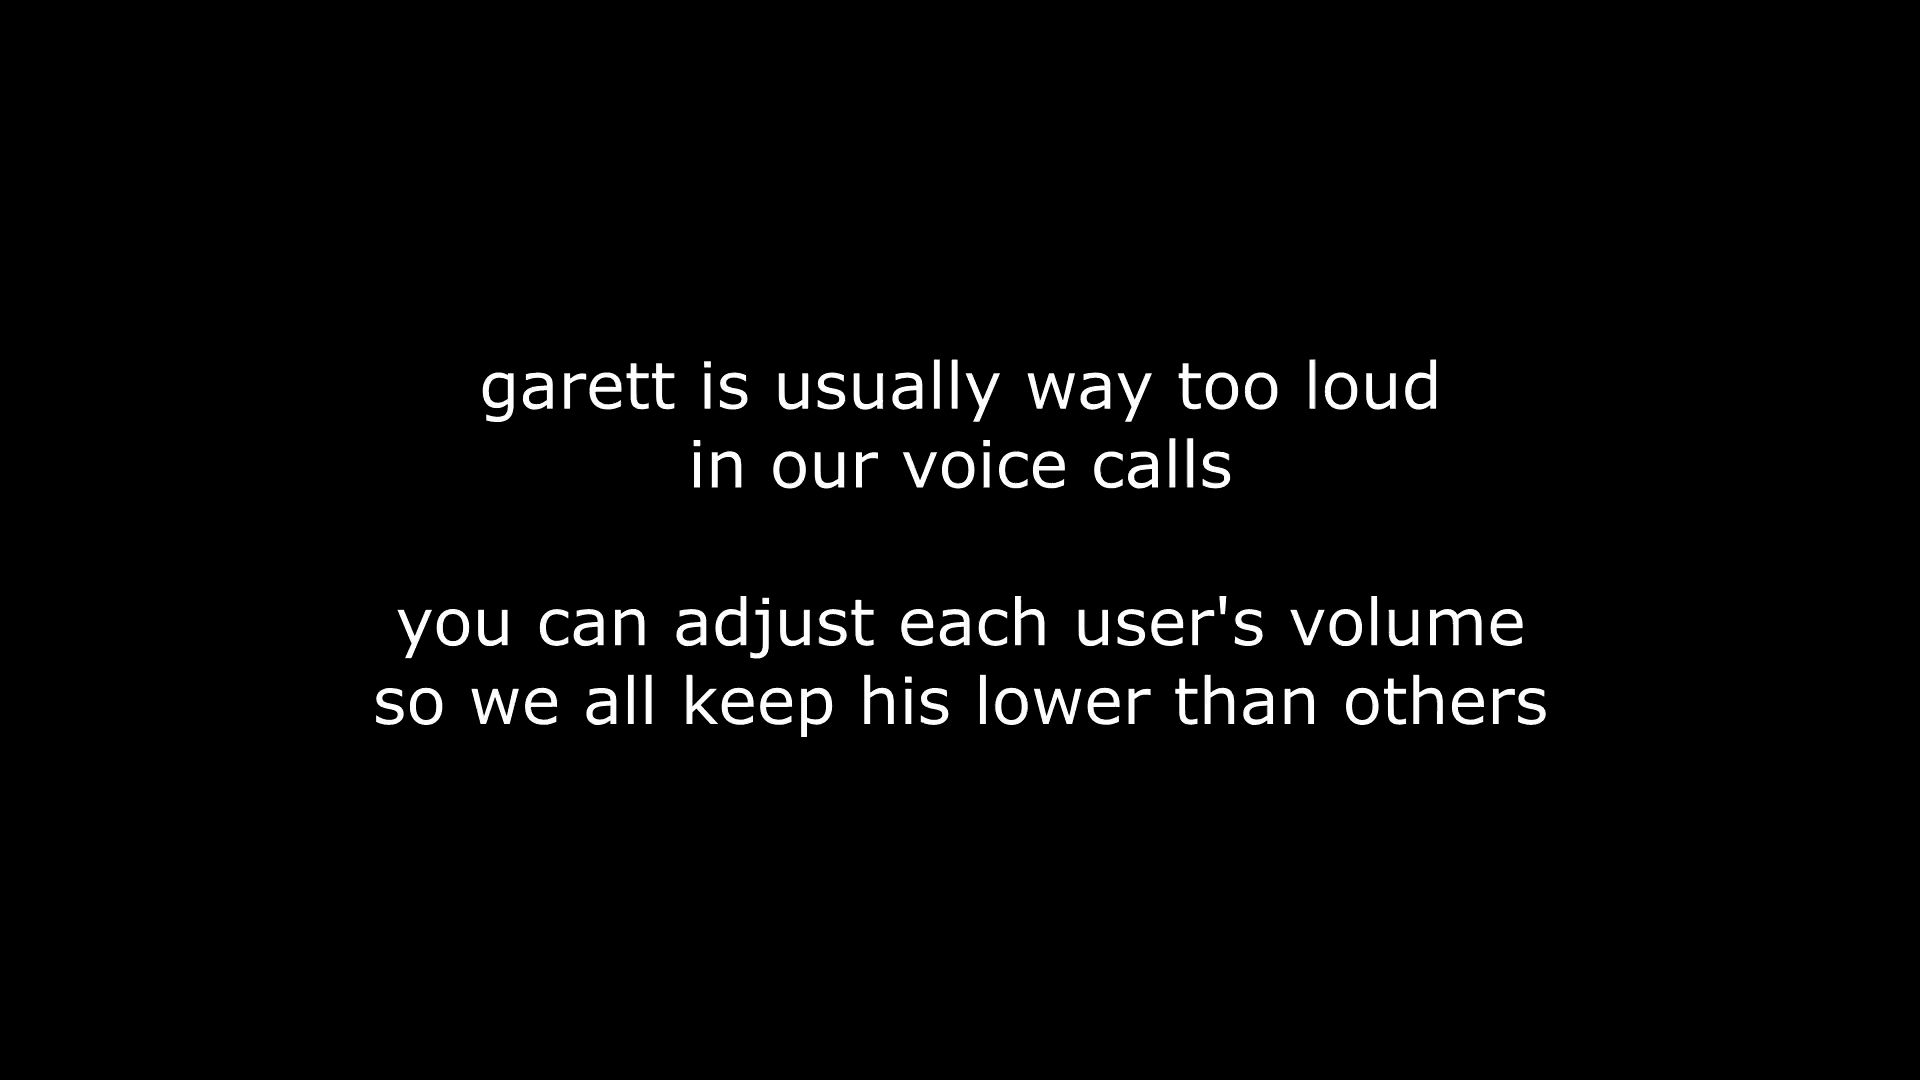 garett is usually way too loud
in our voice calls
you can adjust each user's volume
so we all keep his lower than others